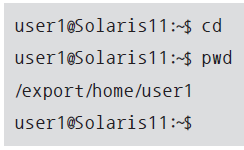 user1@Solaris11:~$ cd
user1@Solaris11:~$ pwd
/export/home/user1
user1@Solaris11:~$